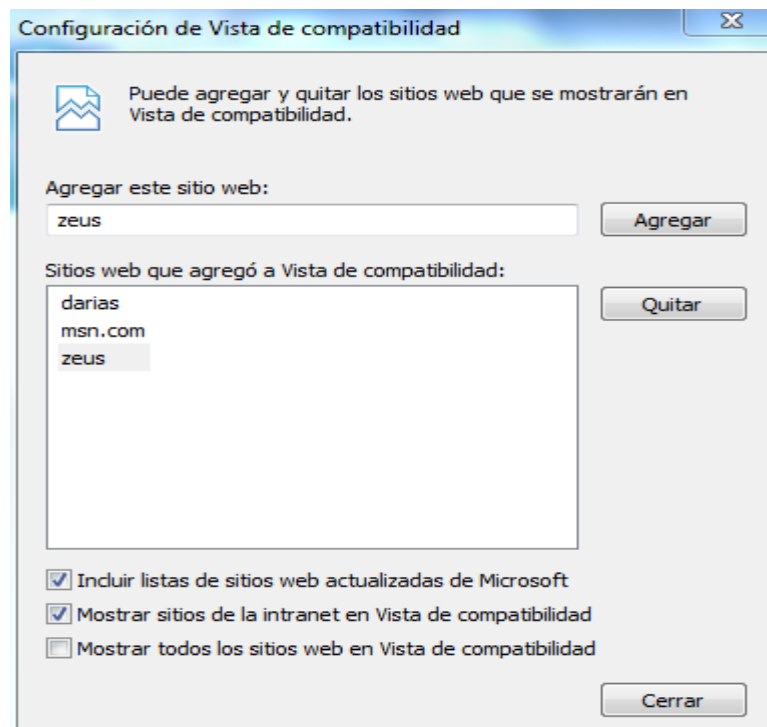 Configuración de Vista de compatibilidad
Puede agregar y quitar los sitios web que se mostrarán en
Vista de compatibilidad.
Agregar este sitio web:
zeus
Agregar
Sitios web que agregó a Vista de compatibilidad:
darias
msn.com
zeus
Quitar
Incluir listas de sitios web actualizadas de Microsoft
Mostrar sitios de la intranet en Vista de compatibilidad
Mostrar todos los sitios web en Vista de compatibilidad
Cerrar